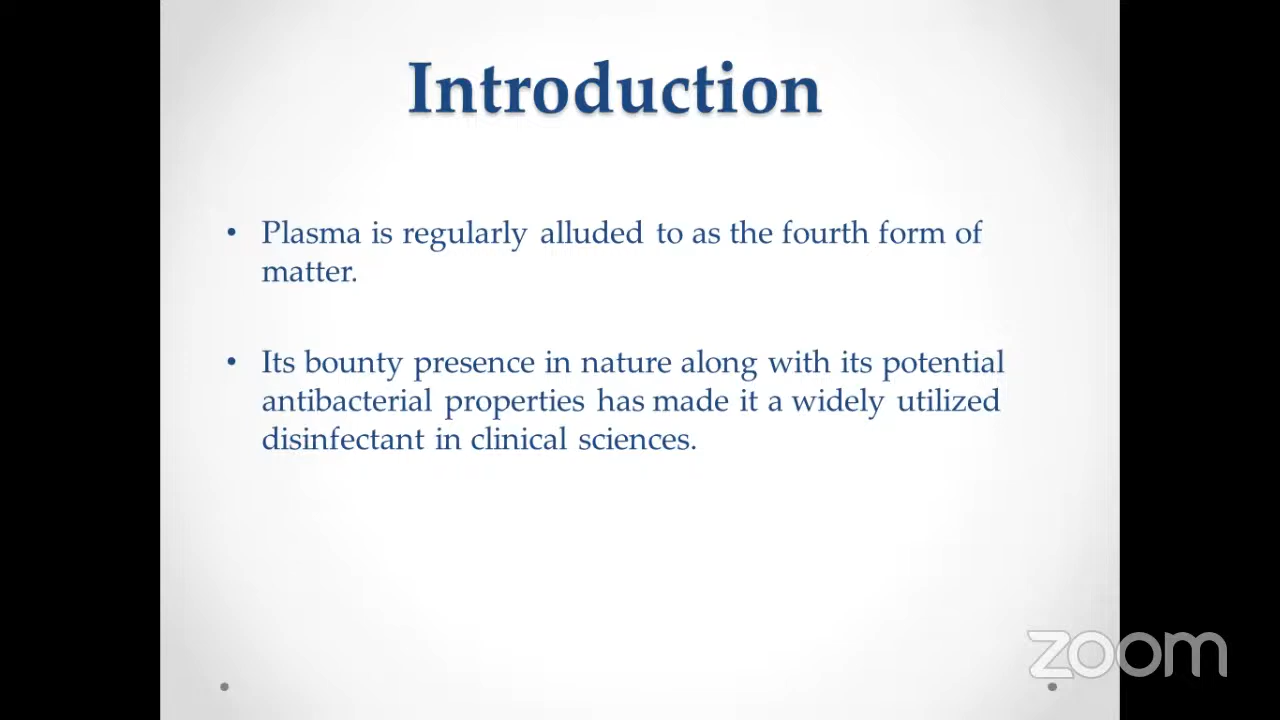 Introduction
• Plasma is regularly alluded to as the fourth form of
matter.
• Its bounty presence in nature along with its potential
antibacterial properties has made it a widely utilized
disinfectant in clinical sciences.
zoom